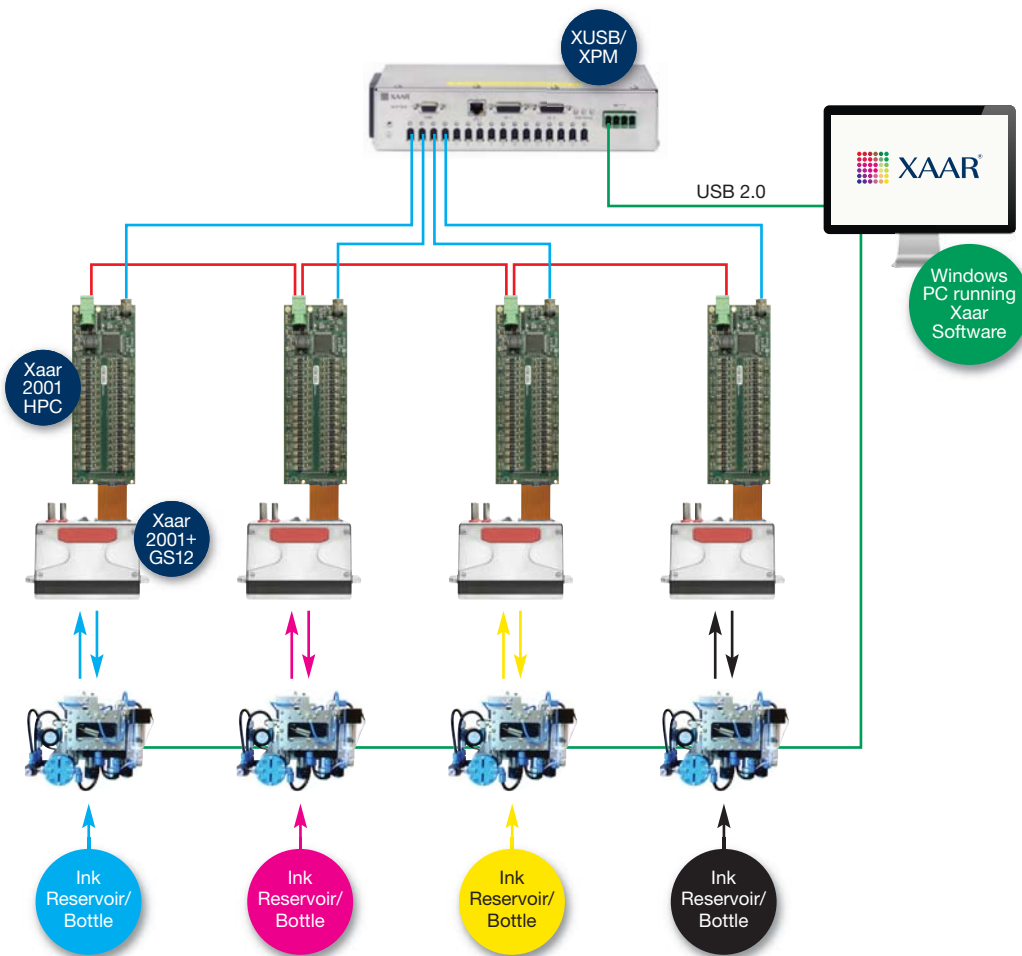 XUSB/
XPM
XAAR
XAAR®
USB 2.0
Windows
PC running
Xaar
Software
Xaar
2001
HPC
Xaar
2001+
GS12
Ink
Reservoir/
Bottle
Ink
Reservoir/
Bottle
Ink
Reservoir/
Bottle
Ink
Reservoir/
Bottle